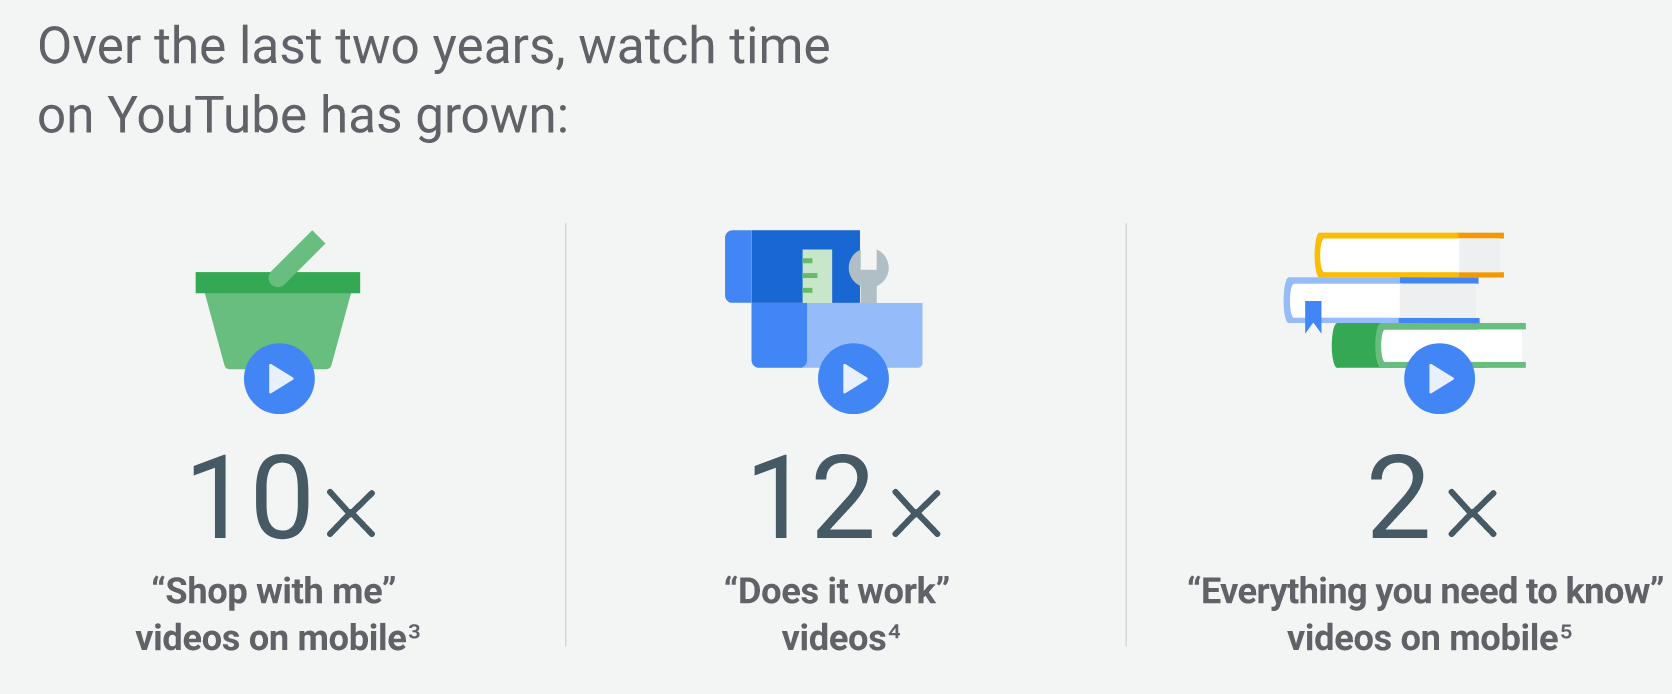 Over the last two years, watch time
on YouTube has grown:
10×
“Shop with me”
videos on mobile³
12×
“Does it work”
videos⁴
2×
“Everything you need to know”
videos on mobile⁵